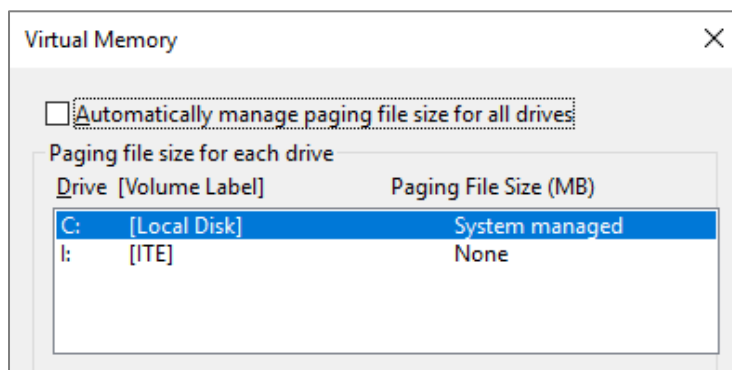 Virtual Memory
Automatically manage paging file size for all drives
Paging file size for each drive
Drive [Volume Label] Paging File Size (MB)
C: [Local Disk] System managed
I: [ITE] None